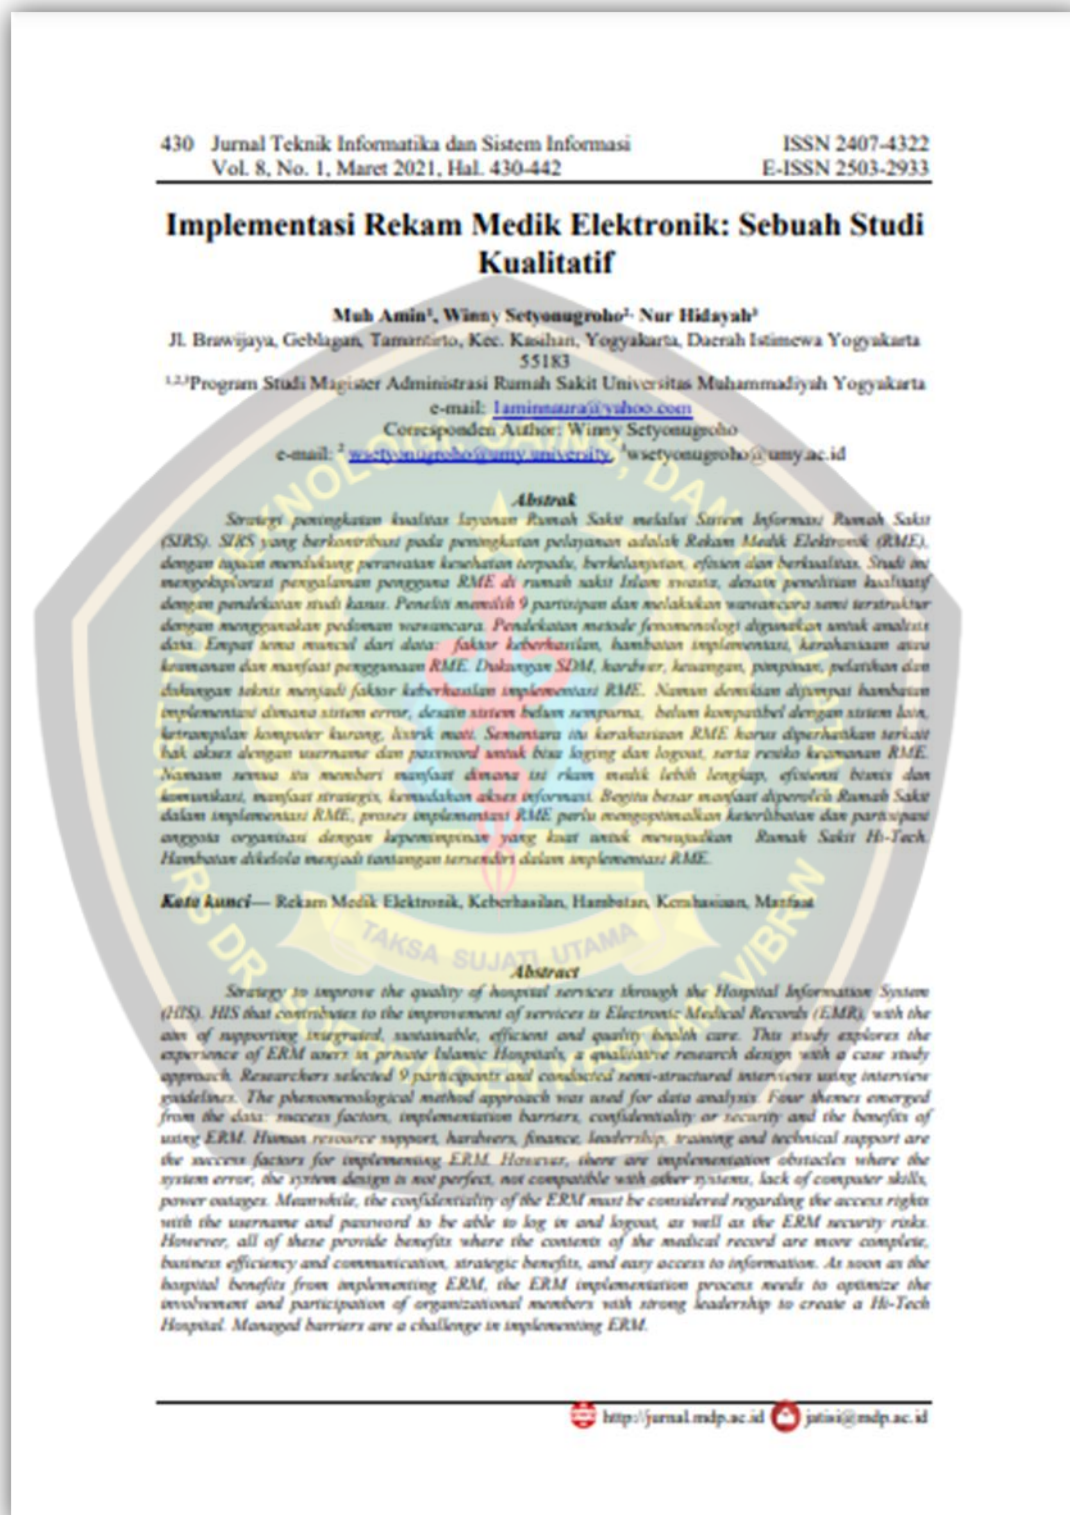 430 Jurnal Teknik Informatika dan Sistem Informasi ISSN 2407-4322
Vol. 8, No. 1, Maret 2021, Hal. 430-442 E-ISSN 2503-2933
Implementasi Rekam Medik Elektronik: Sebuah Studi
Kualitatif
Muh Amin¹, Winny Setyonugroho², Nur Hidayah³
Jl. Brawijaya, Geblagan, Tamantirto, Kec. Kasihan, Yogyakarta, Daerah Istimewa Yogyakarta
55183
1,2,3Program Studi Magister Administrasi Rumah Sakit Universitas Muhammadiyah Yogyakarta
e-mail: 1aminnaura@yahoo.com
Corresponden Author: Winny Setyonugroho
e-mail: ² wsetyonugroho@umy.university, ³wsetyonugroho@umy.ac.id
Abstrak
Strategi peningkatan kualitas layanan Rumah Sakit melalui Sistem Informasi Rumah Sakit
(SIRS). SIRS yang berkontribusi pada peningkatan pelayanan adalah Rekam Medik Elektronik (RME),
dengan tujuan mendukung perawatan kesehatan terpadu, berkelanjutan, efisien dan berkualitas. Studi ini
mengeksplorasi pengalaman pengguna RME di rumah sakit Islam swasta, desain penelitian kualitatif
dengan pendekatan studi kasus. Peneliti memilih 9 partisipan dan melakukan wawancara semi terstruktur
dengan menggunakan pedoman wawancara. Pendekatan metode fenomenologi digunakan untuk analisis
data. Empat tema muncul dari data: faktor keberhasilan, hambatan implementasi, kerahasiaan atau
keamanan dan manfaat penggunaan RME. Dukungan SDM, hardwer, keuangan, pimpinan, pelatihan dan
dukungan teknis menjadi faktor keberhasilan implementasi RME. Namun demikian dijumpai hambatan
implementasi dimana sistem error, desain sistem belum sempurna, belum kompatibel dengan sistem lain,
ketrampilan komputer kurang, listrik mati. Sementara itu kerahasiaan RME harus diperhatikan terkait
hak akses dengan username dan password untuk bisa loging dan logout, serta resiko keamanan RME.
Namaun semua itu memberi manfaat dimana isi rkam medik lebih lengkap, efisiensi bisnis dan
komunikasi, manfaat strategis, kemudahan akses informasi. Begitu besar manfaat diperoleh Rumah Sakit
dalam implementasi RME, proses implementasi RME perlu mengoptimalkan keterlibatan dan partisipasi
anggota organisasi dengan kepemimpinan yang kuat untuk mewujudkan Rumah Sakit Hi-Tech.
Hambatan dikelola menjadi tantangan tersendiri dalam implementasi RME.
Kata kunci— Rekam Medik Elektronik, Keberhasilan, Hambatan, Kerahasiaan, Manfaat
TAKSA SUJATI UTAMA
Abstract
Strategy to improve the quality of hospital services through the Hospital Information System
(HIS). HIS that contributes to the improvement of services is Electronic Medical Records (EMR), with the
aim of supporting integrated, sustainable, efficient and quality health care. This study explores the
experience of ERM users in private Islamic Hospitals, a qualitative research design with a case study
approach. Researchers selected 9 participants and conducted semi-structured interviews using interview
guidelines. The phenomenological method approach was used for data analysis. Four themes emerged
from the data: success factors, implementation barriers, confidentiality or security and the benefits of
using ERM. Human resource support, hardwers, finance, leadership, training and technical support are
the success factors for implementing ERM. However, there are implementation obstacles where the
system error, the system design is not perfect, not compatible with other systems, lack of computer skills,
power outages. Meanwhile, the confidentiality of the ERM must be considered regarding the access rights
with the username and password to be able to log in and logout, as well as the ERM security risks.
However, all of these provide benefits where the contents of the medical record are more complete,
business efficiency and communication, strategic benefits, and easy access to information. As soon as the
hospital benefits from implementing ERM, the ERM implementation process needs to optimize the
involvement and participation of organizational members with strong leadership to create a Hi-Tech
Hospital. Managed barriers are a challenge in implementing ERM.
http://jurnal.mdp.ac.id jatisi@mdp.ac.id